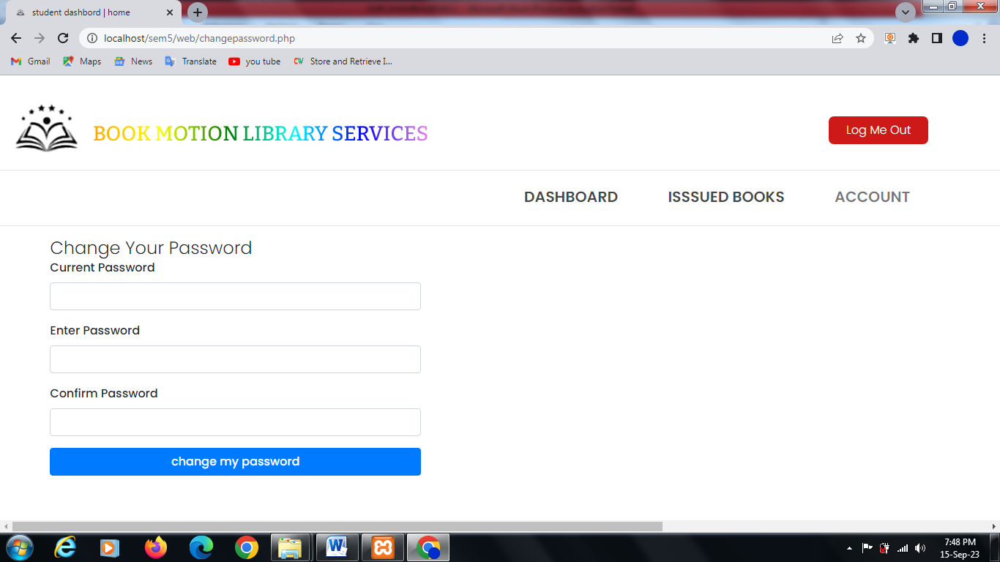 student dashbord | home
localhost/sem5/web/changepassword.php
Gmail Maps News Translate you tube Store and Retrieve I...
BOOK MOTION LIBRARY SERVICES
Log Me Out
DASHBOARD ISSSUED BOOKS ACCOUNT
Change Your Password
Current Password
Enter Password
Confirm Password
change my password
7:48 PM
15-Sep-23